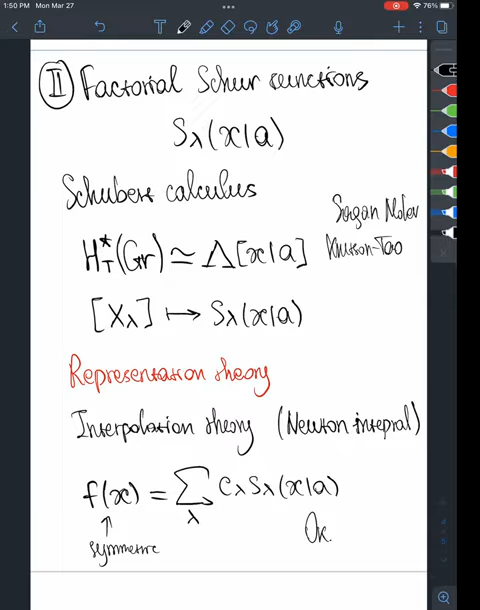 1:50 PM Mon Mar 27
76%
II Factorial Schur functions
Sλ(x|a)
Schubert calculus
Sagan Molev
H*T(Gr) ≃ Λ[x|a]
Knutson-Tao
[Xλ] ↦ Sλ(x|a)
Representation theory
Interpolation theory (Newton integral)
f(x) = ∑λ Cλ Sλ(x|a)
↑
symmetric
Ok